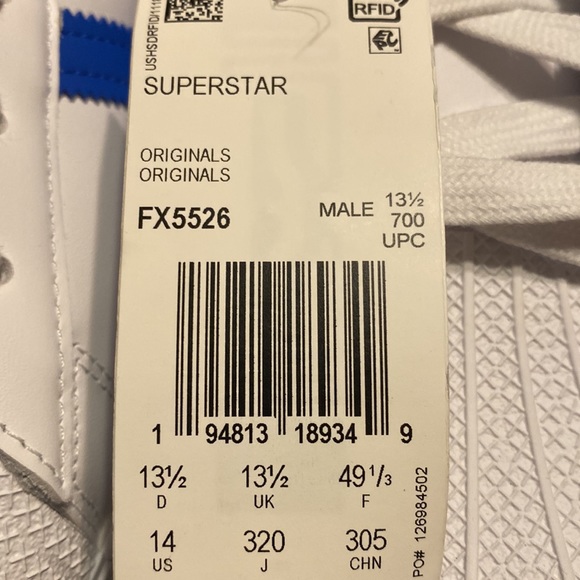 USHSDRFID/1111
RFID
SUPERSTAR
ORIGINALS
ORIGINALS
FX5526 MALE 13½
700
UPC
1 94813 18934 9
13½ 13½ 49 1/3
D UK F
14 320 305
US J CHN
PO# 126984502